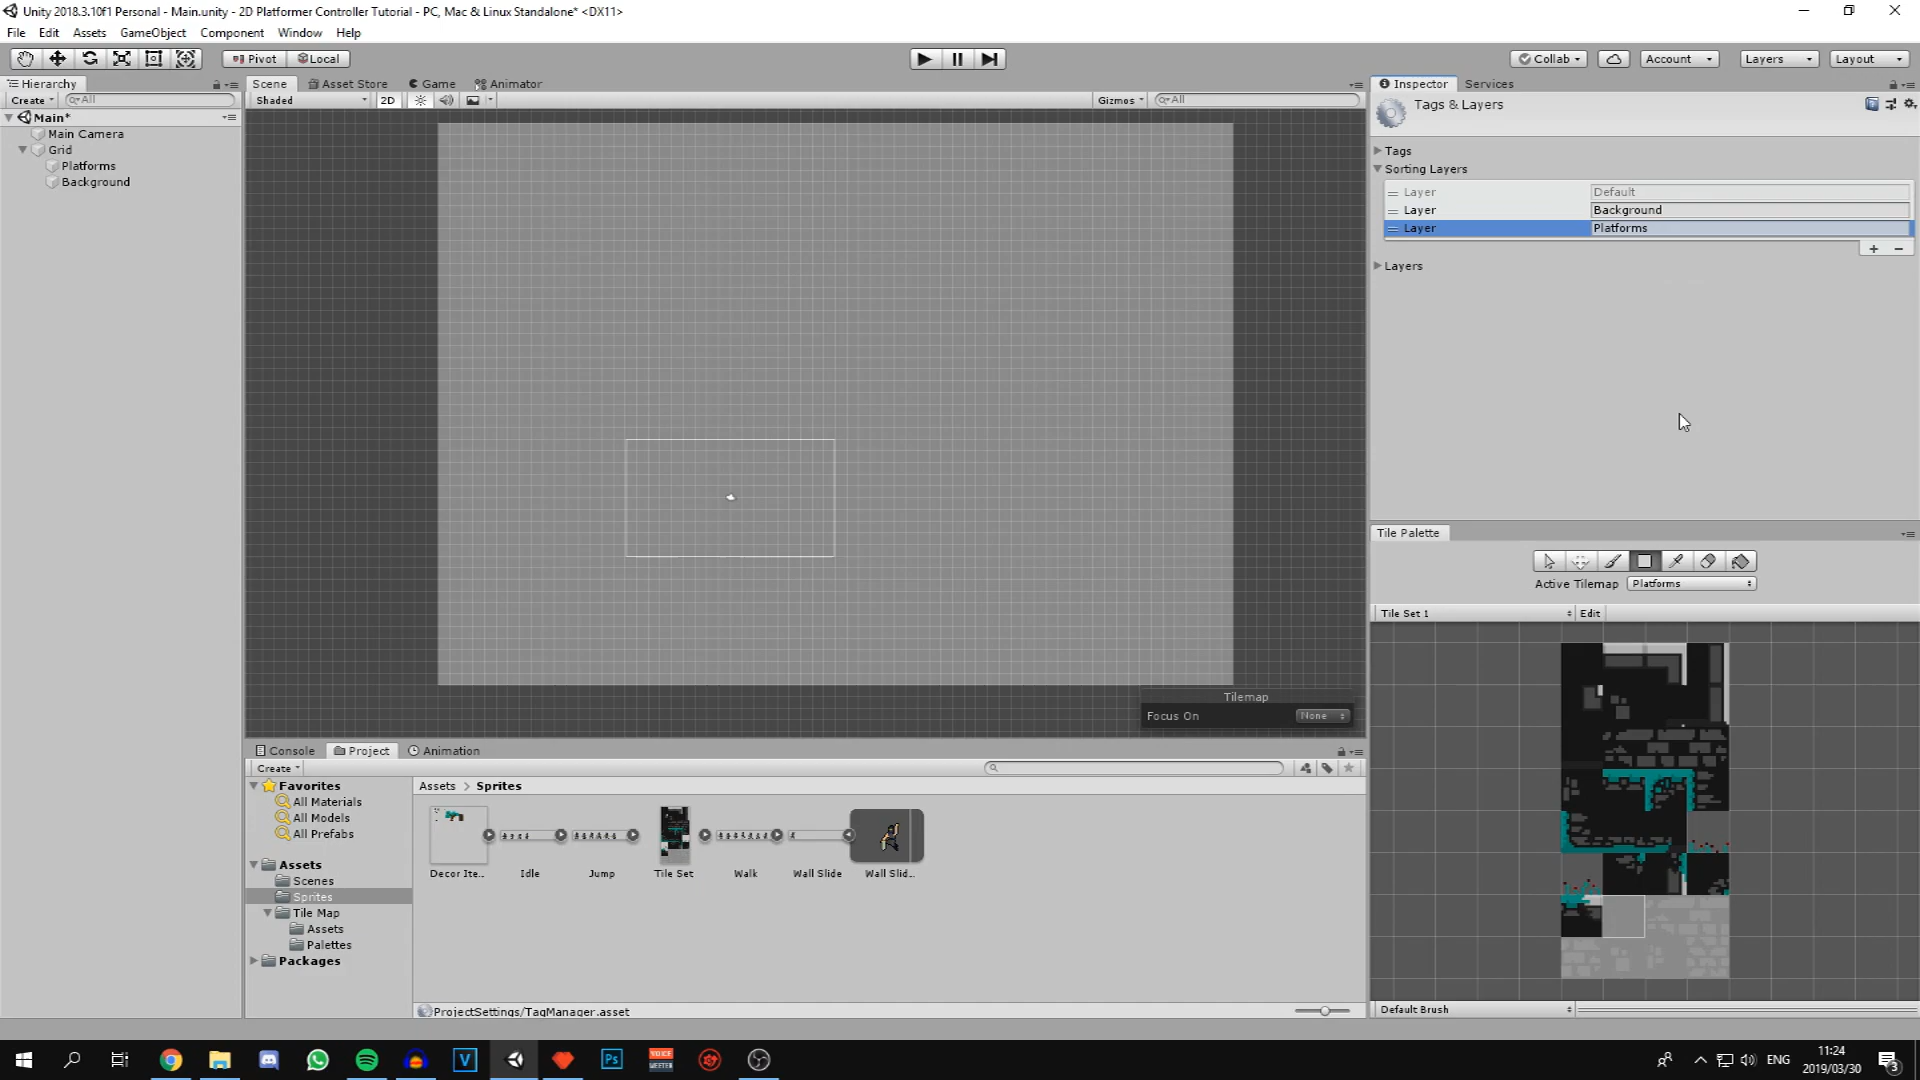 Unity 2018.3.10f1 Personal - Main.unity - 2D Platformer Controller Tutorial - PC, Mac & Linux Standalone* <DX11>
File Edit Assets GameObject Component Window Help
Pivot Local Collab Account Layers Layout
Hierarchy
Create All
Main*
Main Camera
Grid
Platforms
Background
Scene Asset Store Game Animator
Shaded 2D Gizmos All
Tilemap
Focus On None
Inspector Services
Tags & Layers
Tags
Sorting Layers
Layer Default
Layer Background
Layer Platforms
+ -
Layers
Tile Palette
Active Tilemap Platforms
Tile Set 1 Edit
Default Brush
Console Project Animation
Create
Favorites
All Materials
All Models
All Prefabs
Assets
Scenes
Sprites
Tile Map
Assets
Palettes
Packages
Assets > Sprites
Decor Ite... Idle Jump Tile Set Walk Wall Slide Wall Slid...
ProjectSettings/TagManager.asset
V Ps
ENG 11:24
2019/03/30
3